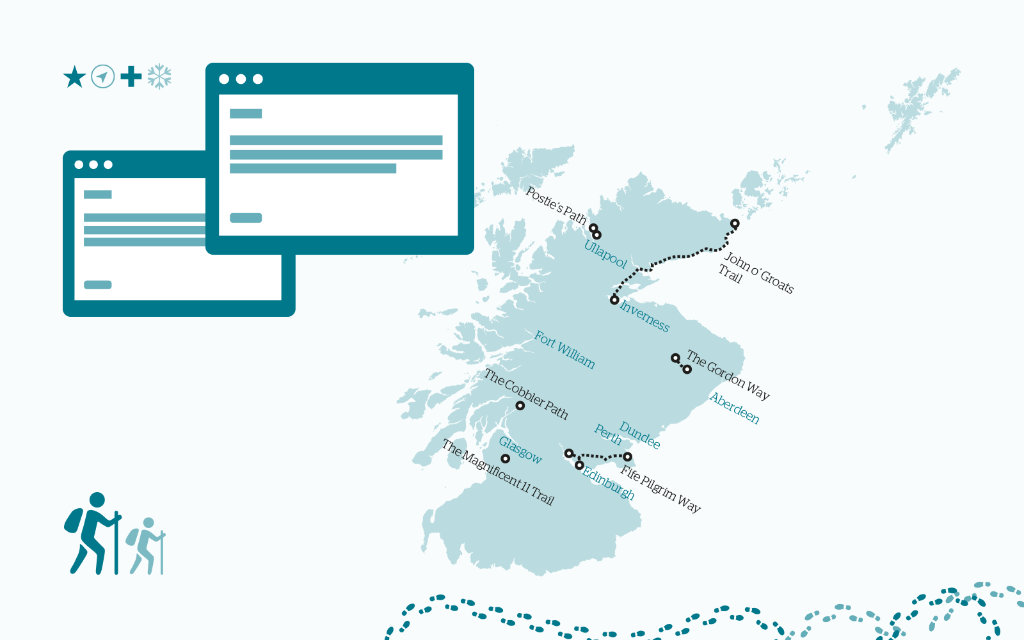 Postie's Path
Ullapool
John o' Groats
Trail
Inverness
Fort William
The Gordon Way
The Cobbler Path
Aberdeen
Dundee
Perth
Glasgow
The Magnificent 11 Trail
Edinburgh
Fife Pilgrim Way